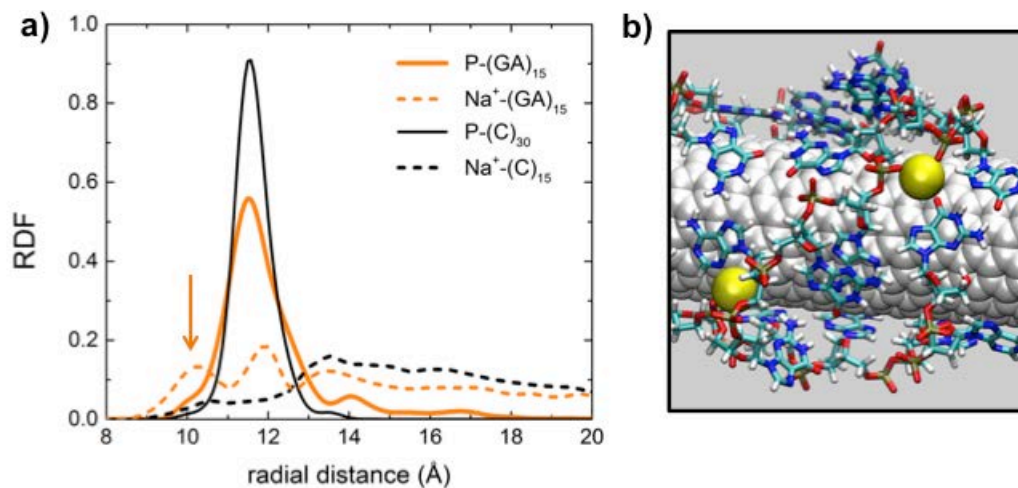 a)
1.0
0.8
0.6
0.4
0.2
0.0
RDF
P-(GA)₁₅
Na⁺-(GA)₁₅
P-(C)₃₀
Na⁺-(C)₁₅
8 10 12 14 16 18 20
radial distance (Å)
b)